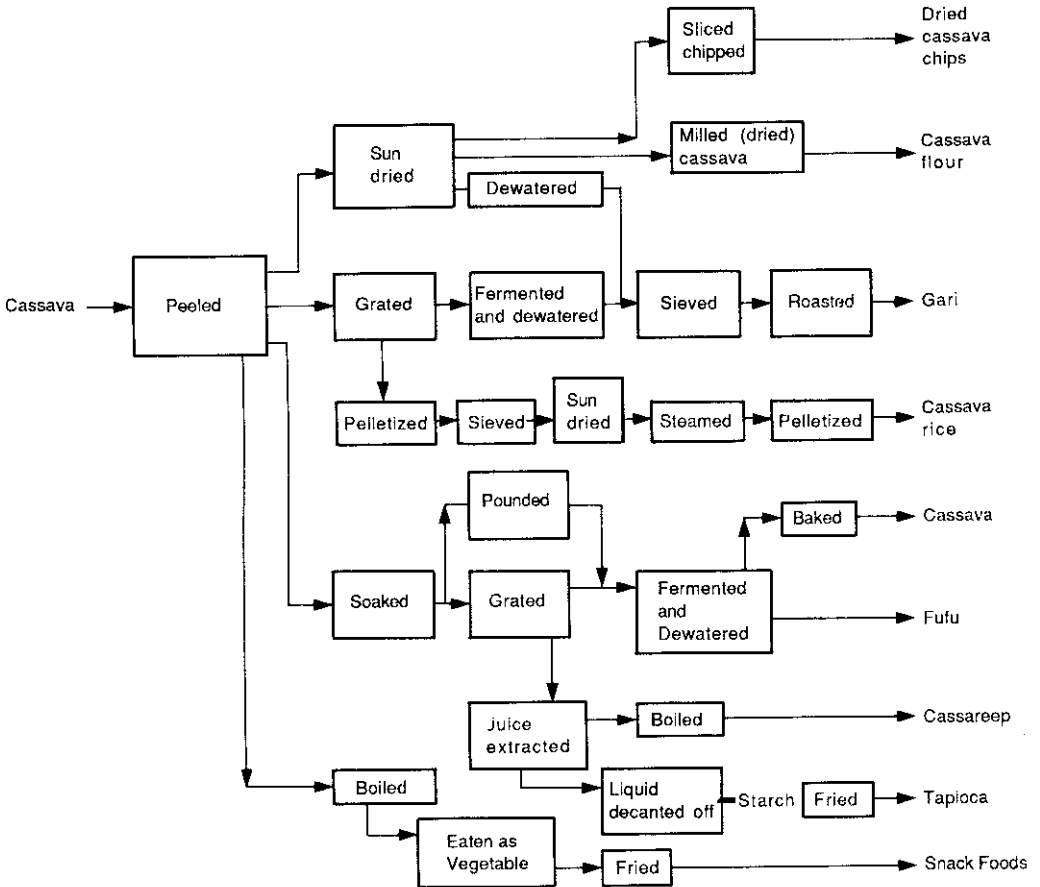 Sliced
chipped
Dried
cassava
chips
Sun
dried
Milled (dried)
cassava
Cassava
flour
Dewatered
Cassava
Peeled
Grated
Fermented
and dewatered
Sieved
Roasted
Gari
Pelletized
Sieved
Sun
dried
Steamed
Pelletized
Cassava
rice
Pounded
Baked
Cassava
Soaked
Grated
Fermented
and
Dewatered
Fufu
Juice
extracted
Boiled
Cassareep
Boiled
Liquid
decanted off
Starch
Fried
Tapioca
Eaten as
Vegetable
Fried
Snack Foods